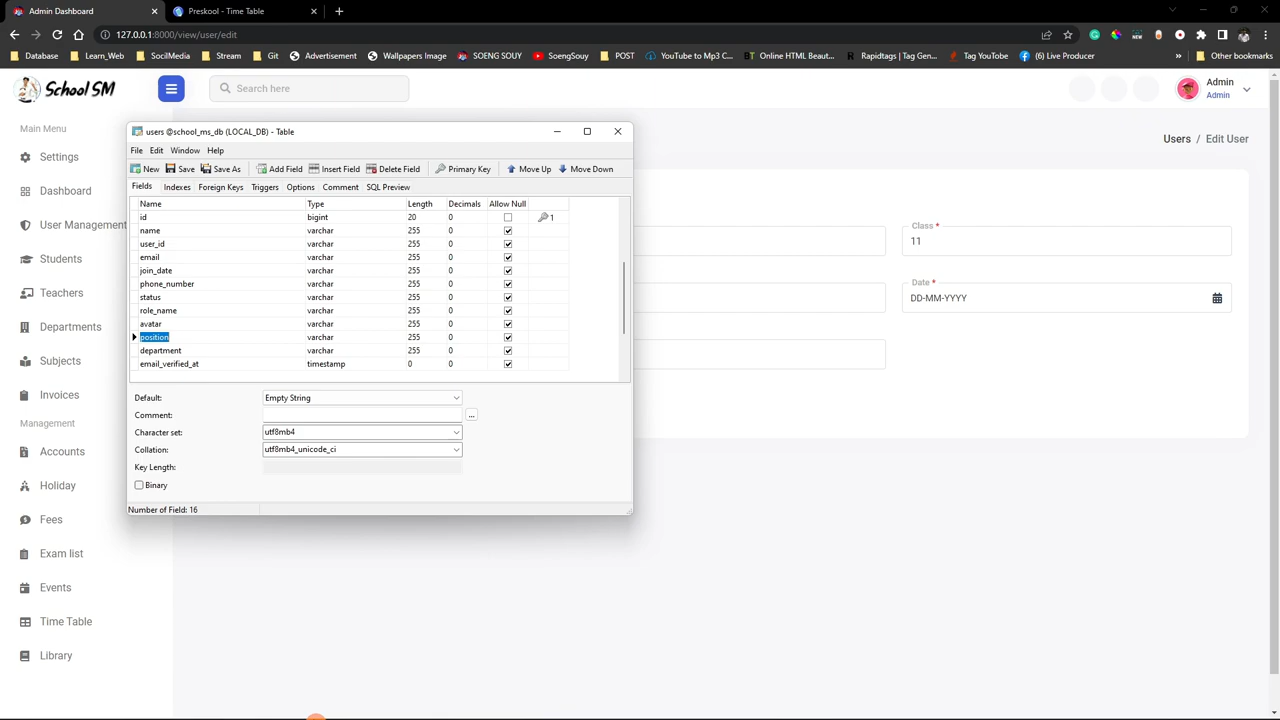 Admin Dashboard
Preskool - Time Table
127.0.0.1:8000/view/user/edit
Database
Learn_Web
SocilMedia
Stream
Git
Advertisement
Wallpapers Image
SOENG SOUY
SoengSouy
POST
YouTube to Mp3 C...
Online HTML Beaut...
Rapidtags | Tag Gen...
Tag YouTube
(6) Live Producer
»
Other bookmarks
School SM
Search here
Admin
Admin
Main Menu
Settings
Dashboard
User Management
Students
Teachers
Departments
Subjects
Invoices
Management
Accounts
Holiday
Fees
Exam list
Events
Time Table
Library
Users / Edit User
Class *
11
Date *
DD-MM-YYYY
users @school_ms_db (LOCAL_DB) - Table
File Edit Window Help
New Save Save As Add Field Insert Field Delete Field Primary Key Move Up Move Down
Fields Indexes Foreign Keys Triggers Options Comment SQL Preview
Name Type Length Decimals Allow Null
id bigint 20 0 1
name varchar 255 0
user_id varchar 255 0
email varchar 255 0
join_date varchar 255 0
phone_number varchar 255 0
status varchar 255 0
role_name varchar 255 0
avatar varchar 255 0
position varchar 255 0
department varchar 255 0
email_verified_at timestamp 0 0
Default: Empty String
Comment: ...
Character set: utf8mb4
Collation: utf8mb4_unicode_ci
Key Length:
Binary
Number of Field: 16